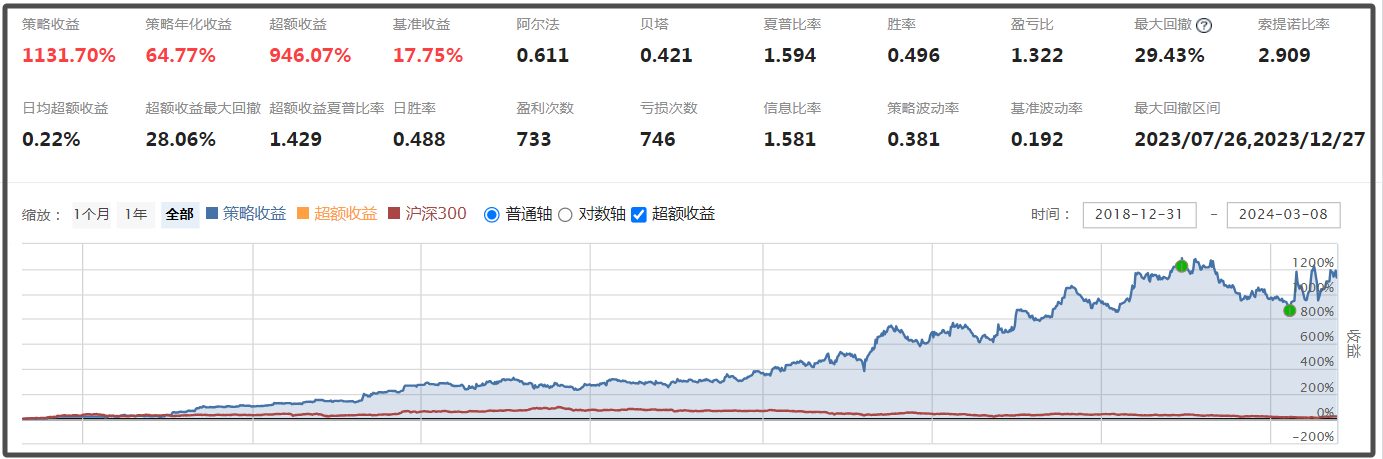 策略收益 策略年化收益 超额收益 基准收益 阿尔法 贝塔 夏普比率 胜率 盈亏比 最大回撤 ? 索提诺比率
1131.70% 64.77% 946.07% 17.75% 0.611 0.421 1.594 0.496 1.322 29.43% 2.909
日均超额收益 超额收益最大回撤 超额收益夏普比率 日胜率 盈利次数 亏损次数 信息比率 策略波动率 基准波动率 最大回撤区间
0.22% 28.06% 1.429 0.488 733 746 1.581 0.381 0.192 2023/07/26,2023/12/27
缩放： 1个月 1年 全部 策略收益 超额收益 沪深300 普通轴 对数轴 超额收益 时间： 2018-12-31 - 2024-03-08
1200%
1000%
800%
600%
400%
200%
0%
-200%
收益